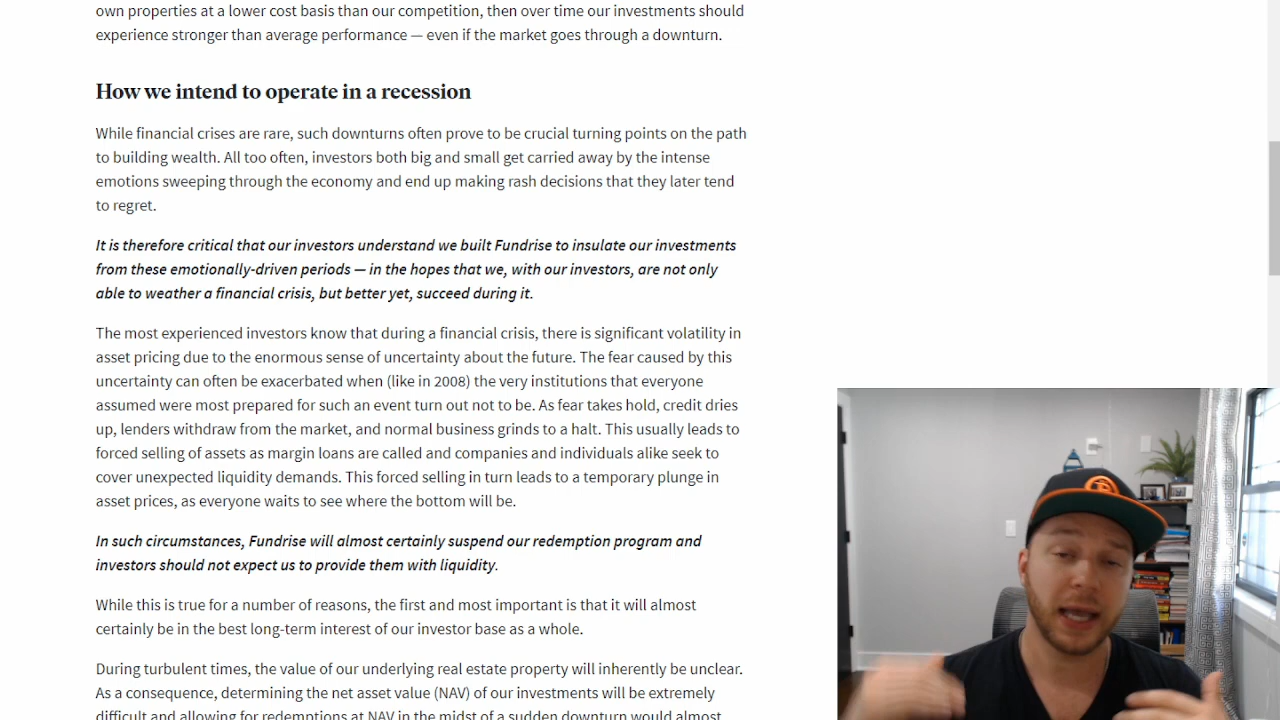 own properties at a lower cost basis than our competition, then over time our investments should
experience stronger than average performance — even if the market goes through a downturn.
How we intend to operate in a recession
While financial crises are rare, such downturns often prove to be crucial turning points on the path
to building wealth. All too often, investors both big and small get carried away by the intense
emotions sweeping through the economy and end up making rash decisions that they later tend
to regret.
It is therefore critical that our investors understand we built Fundrise to insulate our investments
from these emotionally-driven periods — in the hopes that we, with our investors, are not only
able to weather a financial crisis, but better yet, succeed during it.
The most experienced investors know that during a financial crisis, there is significant volatility in
asset pricing due to the enormous sense of uncertainty about the future. The fear caused by this
uncertainty can often be exacerbated when (like in 2008) the very institutions that everyone
assumed were most prepared for such an event turn out not to be. As fear takes hold, credit dries
up, lenders withdraw from the market, and normal business grinds to a halt. This usually leads to
forced selling of assets as margin loans are called and companies and individuals alike seek to
cover unexpected liquidity demands. This forced selling in turn leads to a temporary plunge in
asset prices, as everyone waits to see where the bottom will be.
In such circumstances, Fundrise will almost certainly suspend our redemption program and
investors should not expect us to provide them with liquidity.
While this is true for a number of reasons, the first and most important is that it will almost
certainly be in the best long-term interest of our investor base as a whole.
During turbulent times, the value of our underlying real estate property will inherently be unclear.
As a consequence, determining the net asset value (NAV) of our investments will be extremely
difficult and allowing for redemptions at NAV in the midst of a sudden downturn would almost